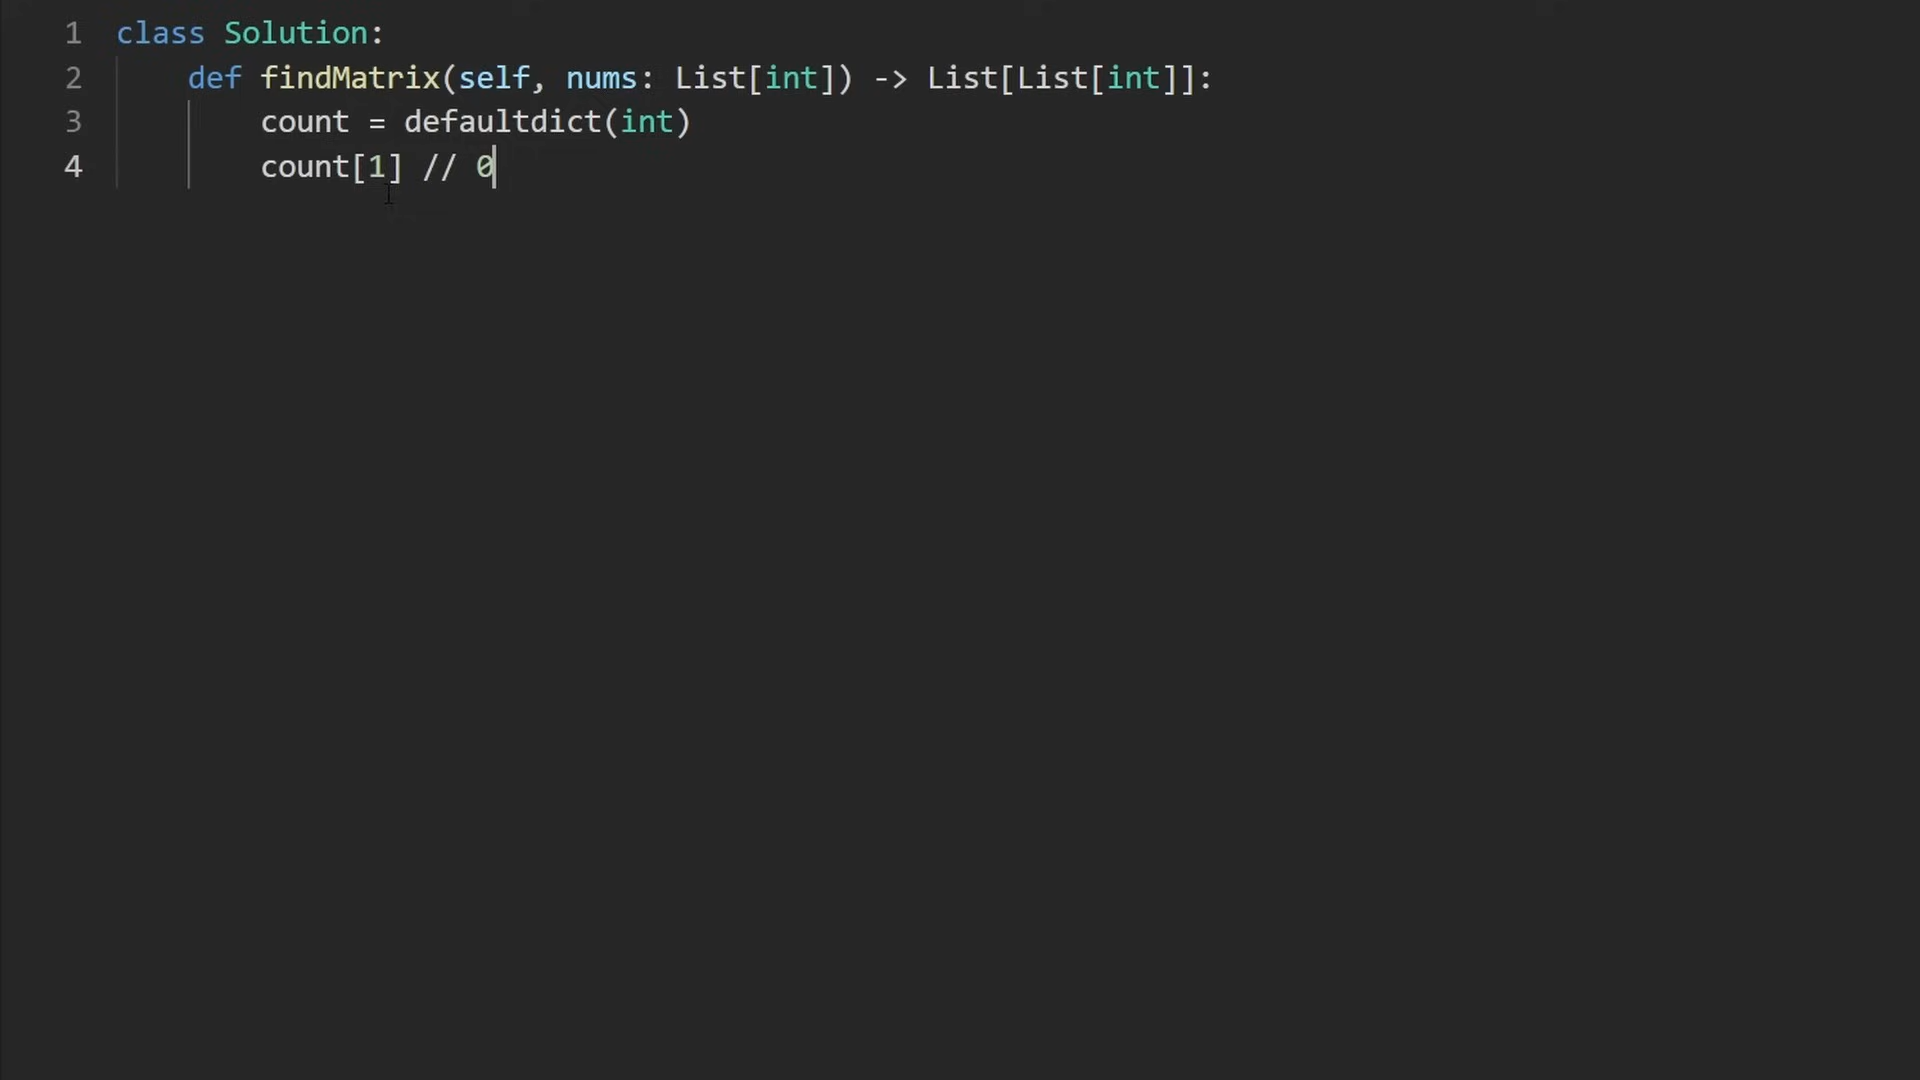 1 class Solution:
2 def findMatrix(self, nums: List[int]) -> List[List[int]]:
3 count = defaultdict(int)
4 count[1] // 0